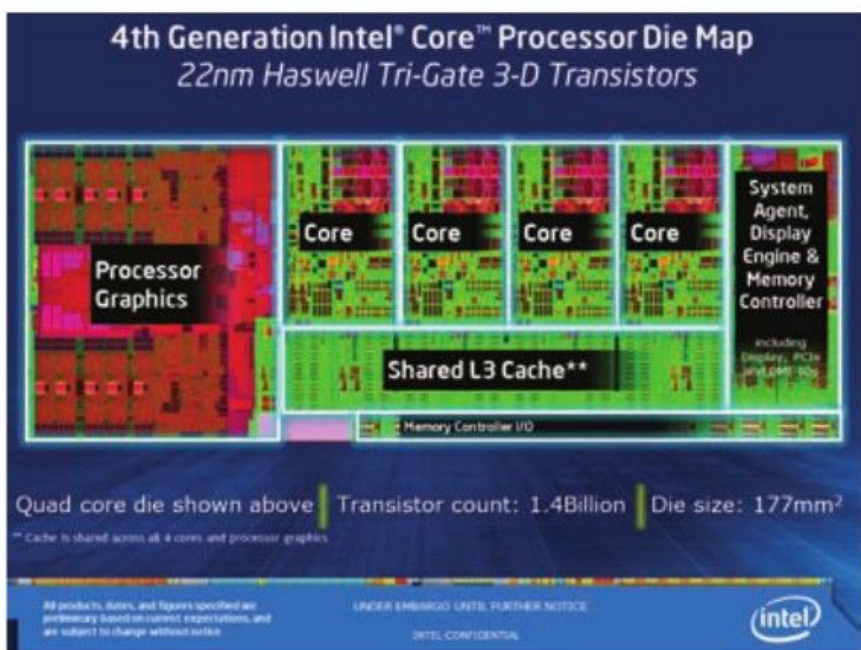 4th Generation Intel® Core™ Processor Die Map
22nm Haswell Tri-Gate 3-D Transistors
Processor
Graphics
Core
Core
Core
Core
System
Agent,
Display
Engine &
Memory
Controller
including
Display, PCIe
and DMI IOs
Shared L3 Cache**
Memory Controller I/O
Quad core die shown above
Transistor count: 1.4Billion
Die size: 177mm²
** Cache is shared across all 4 cores and processor graphics
All products, dates, and figures specified are
preliminary based on current expectations, and
are subject to change without notice.
UNDER EMBARGO UNTIL FURTHER NOTICE
INTEL CONFIDENTIAL
intel